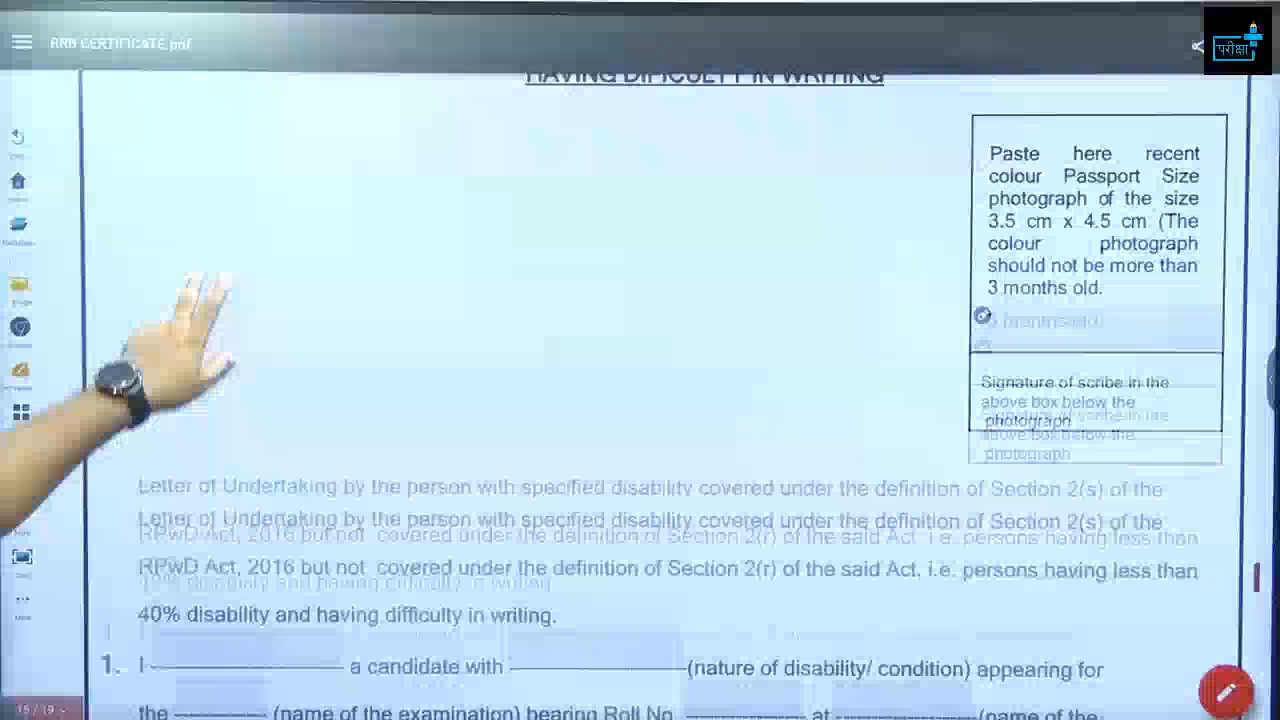 RRB CERTIFICATE.pdf
परीक्षा
HAVING DIFICULTY IN WRITING
Paste here recent
colour Passport Size
photograph of the size
3.5 cm x 4.5 cm (The
colour photograph
should not be more than
3 months old.
Signature of scribe in the
above box below the
photograph
Letter of Undertaking by the person with specified disability covered under the definition of Section 2(s) of the
RPwD Act, 2016 but not covered under the definition of Section 2(r) of the said Act. i.e. persons having less than
40% disability and having difficulty in writing.
1. I a candidate with (nature of disability/ condition) appearing for
the (name of the examination) bearing Roll No. at (name of the
15 / 19